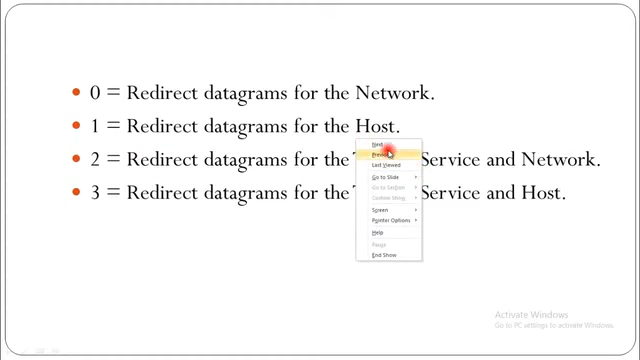 0 = Redirect datagrams for the Network.
1 = Redirect datagrams for the Host.
2 = Redirect datagrams for the T Service and Network.
3 = Redirect datagrams for the T Service and Host.
Next
Last Viewed
Go to Slide
Go to Section
Custom Show
Screen
Pointer Options
Help
Pause
End Show
Activate Windows
Go to PC settings to activate Windows.